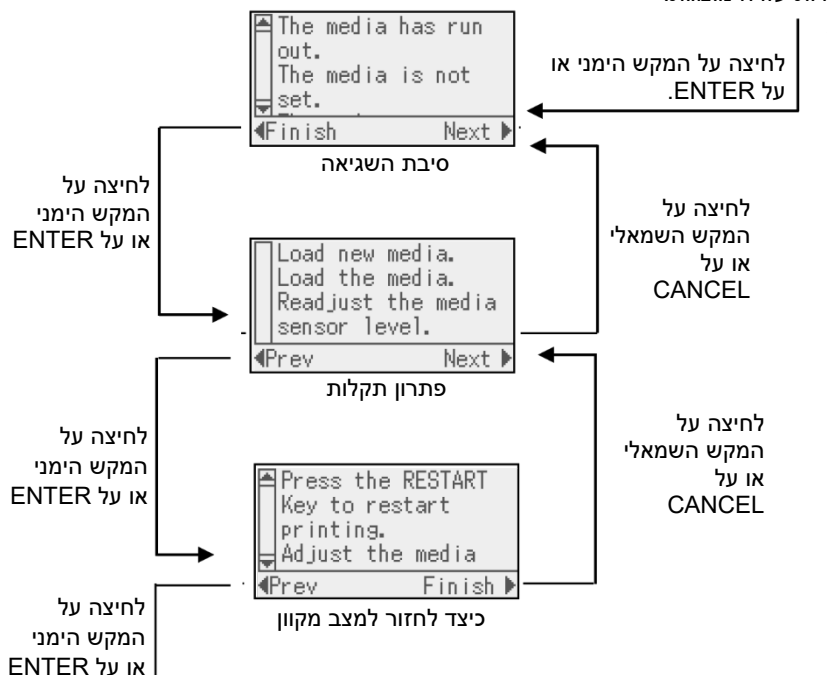 לחיצה על המקש הימני או
על ENTER.
The media has run
out.
The media is not
set.
Finish Next
סיבת השגיאה
לחיצה על
המקש הימני
או על ENTER
לחיצה על
המקש השמאלי
או על
CANCEL
Load new media.
Load the media.
Readjust the media
sensor level.
Prev Next
פתרון תקלות
לחיצה על
המקש הימני
או על ENTER
לחיצה על
המקש השמאלי
או על
CANCEL
Press the RESTART
Key to restart
printing.
Adjust the media
Prev Finish
כיצד לחזור למצב מקוון
לחיצה על
המקש הימני
או על ENTER